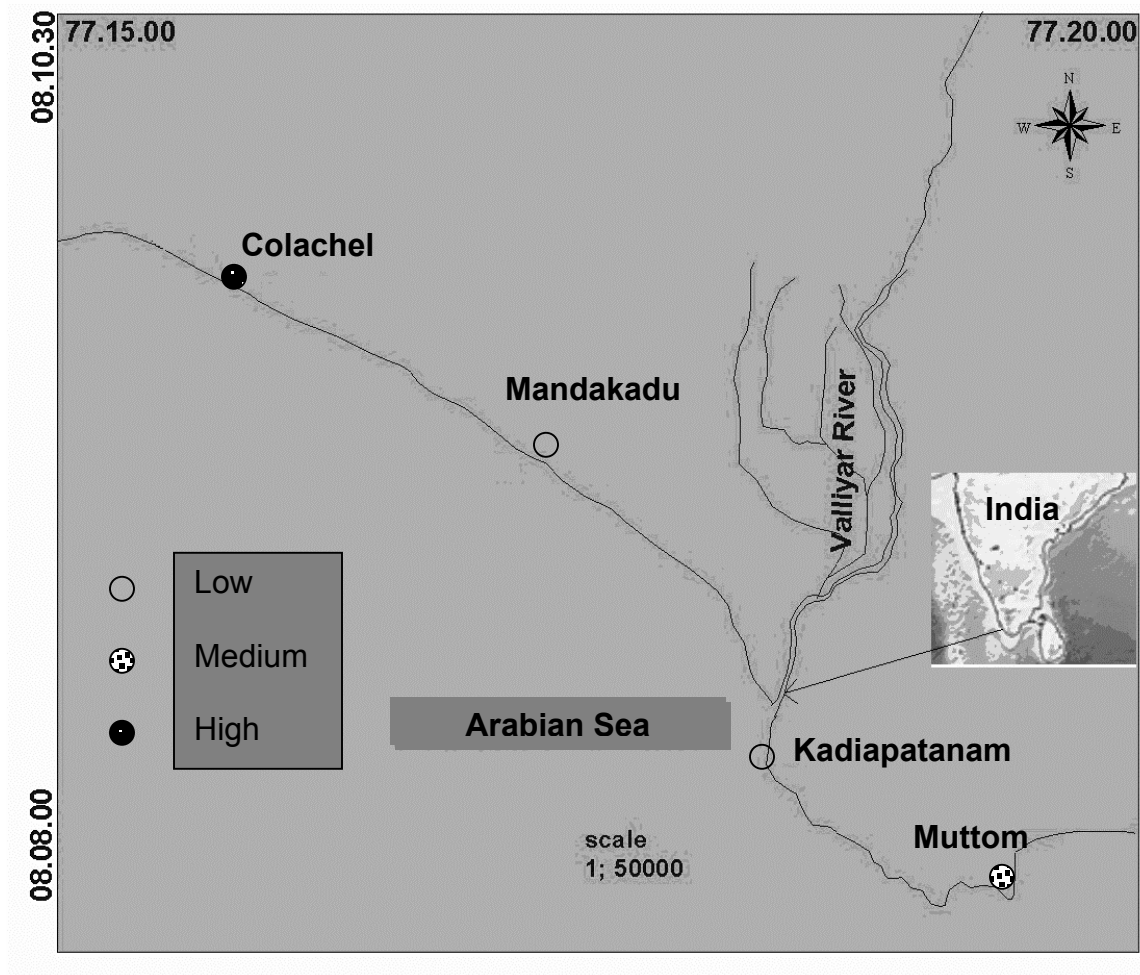 77.15.00
77.20.00
08.10.30
N
W
E
S
Colachel
Mandakadu
Valliyar River
India
Low
Medium
High
Arabian Sea
Kadiapatanam
08.08.00
Muttom
scale
1; 50000